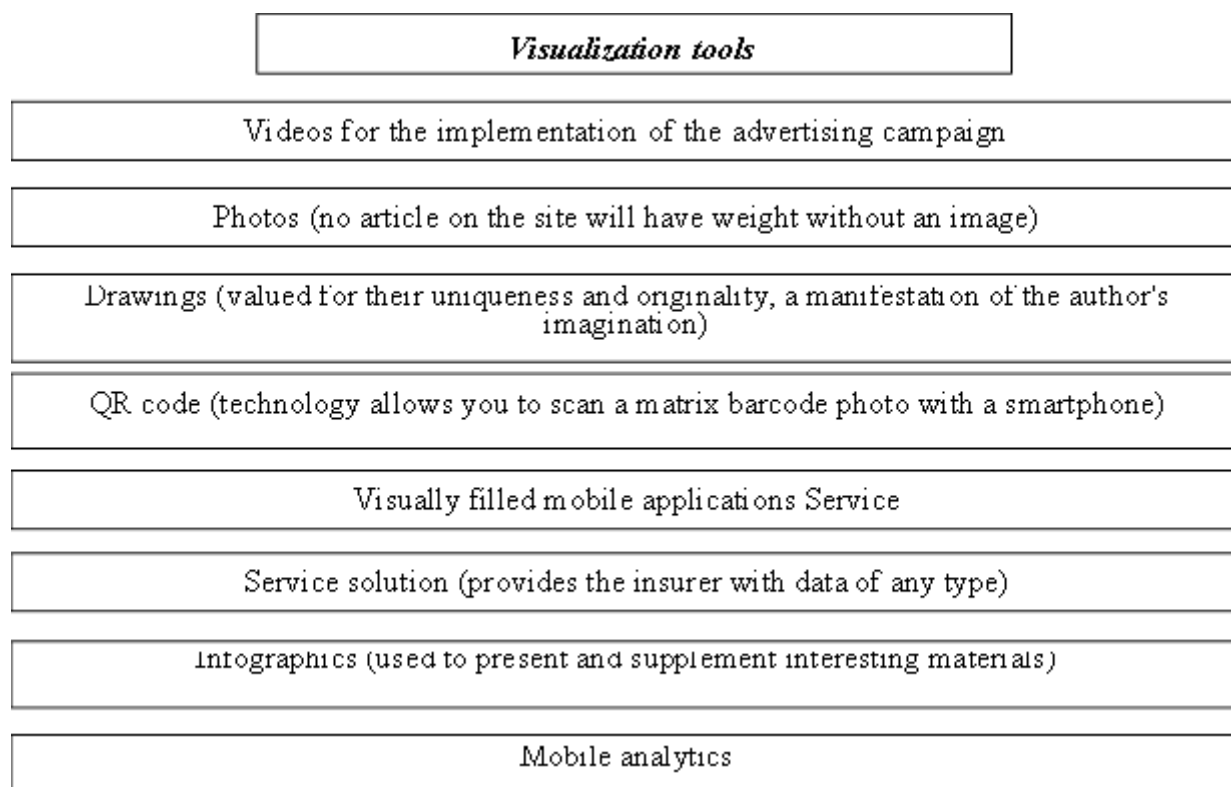 Visualization tools
Videos for the implementation of the advertising campaign
Photos (no article on the site will have weight without an image)
Drawings (valued for their uniqueness and originality, a manifestation of the author's
imagination)
QR code (technology allows you to scan a matrix barcode photo with a smartphone)
Visually filled mobile applications Service
Service solution (provides the insurer with data of any type)
Infographics (used to present and supplement interesting materials)
Mobile analytics